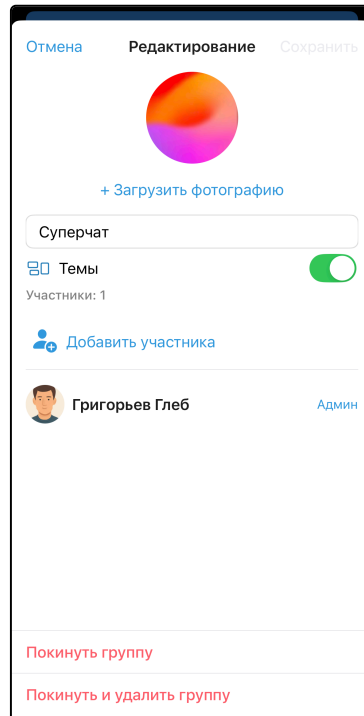 Отмена Редактирование Сохранить
+ Загрузить фотографию
Суперчат
Темы
Участники: 1
Добавить участника
Григорьев Глеб Админ
Покинуть группу
Покинуть и удалить группу